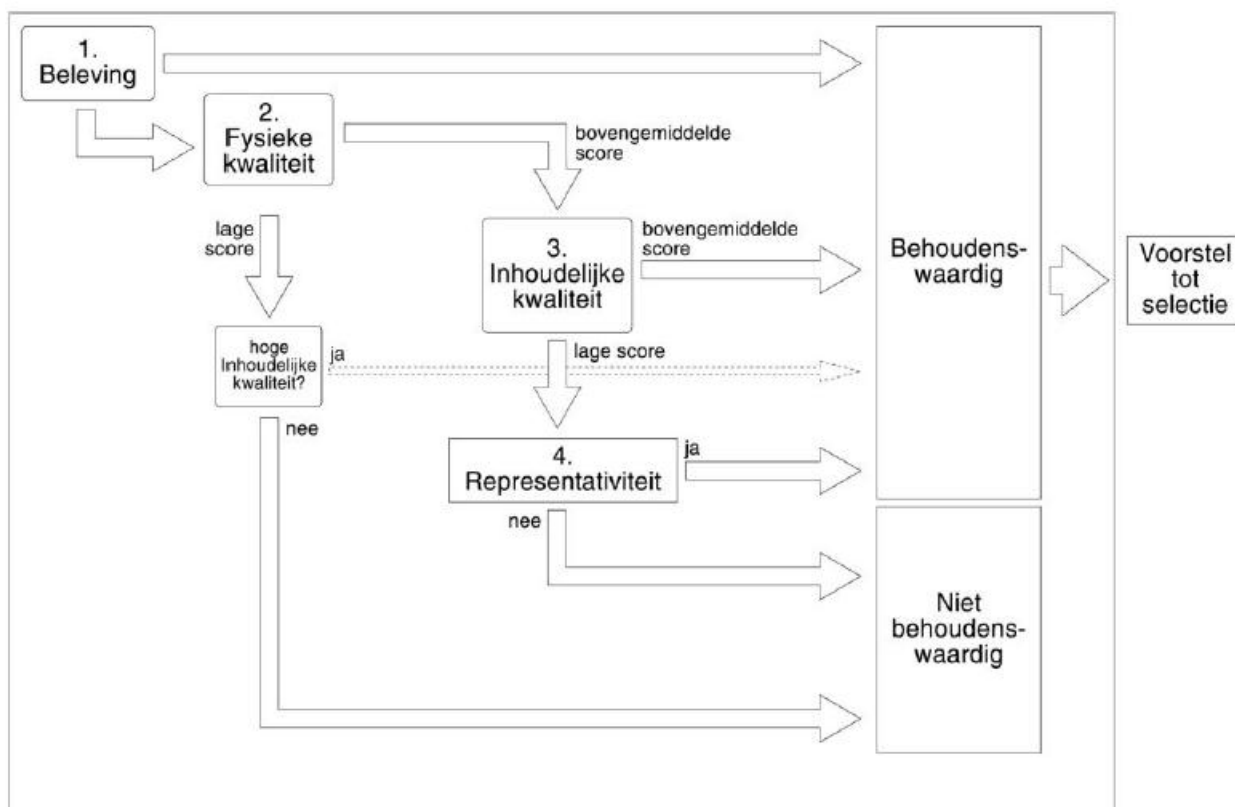 1.
Beleving
2.
Fysieke
kwaliteit
bovengemiddelde
score
lage
score
3.
Inhoudelijke
kwaliteit
bovengemiddelde
score
Behoudens-
waardig
Voorstel
tot
selectie
hoge
Inhoudelijke
kwaliteit?
ja
lage score
nee
4.
Representativiteit
ja
nee
Niet
behoudens-
waardig